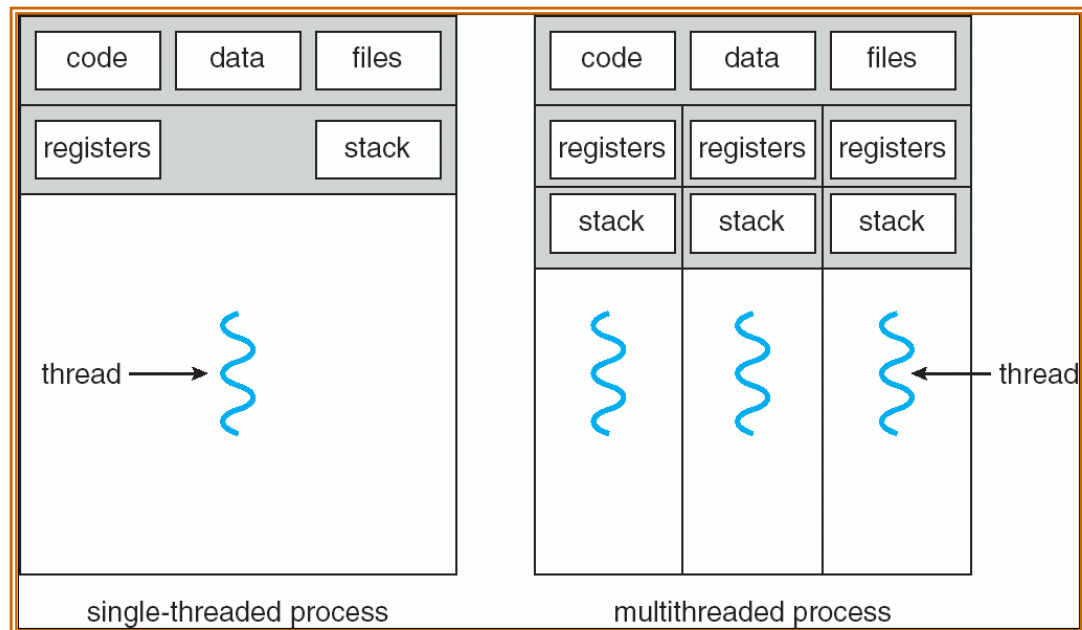 code data files
registers stack
thread
single-threaded process
code data files
registers registers registers
stack stack stack
thread
multithreaded process